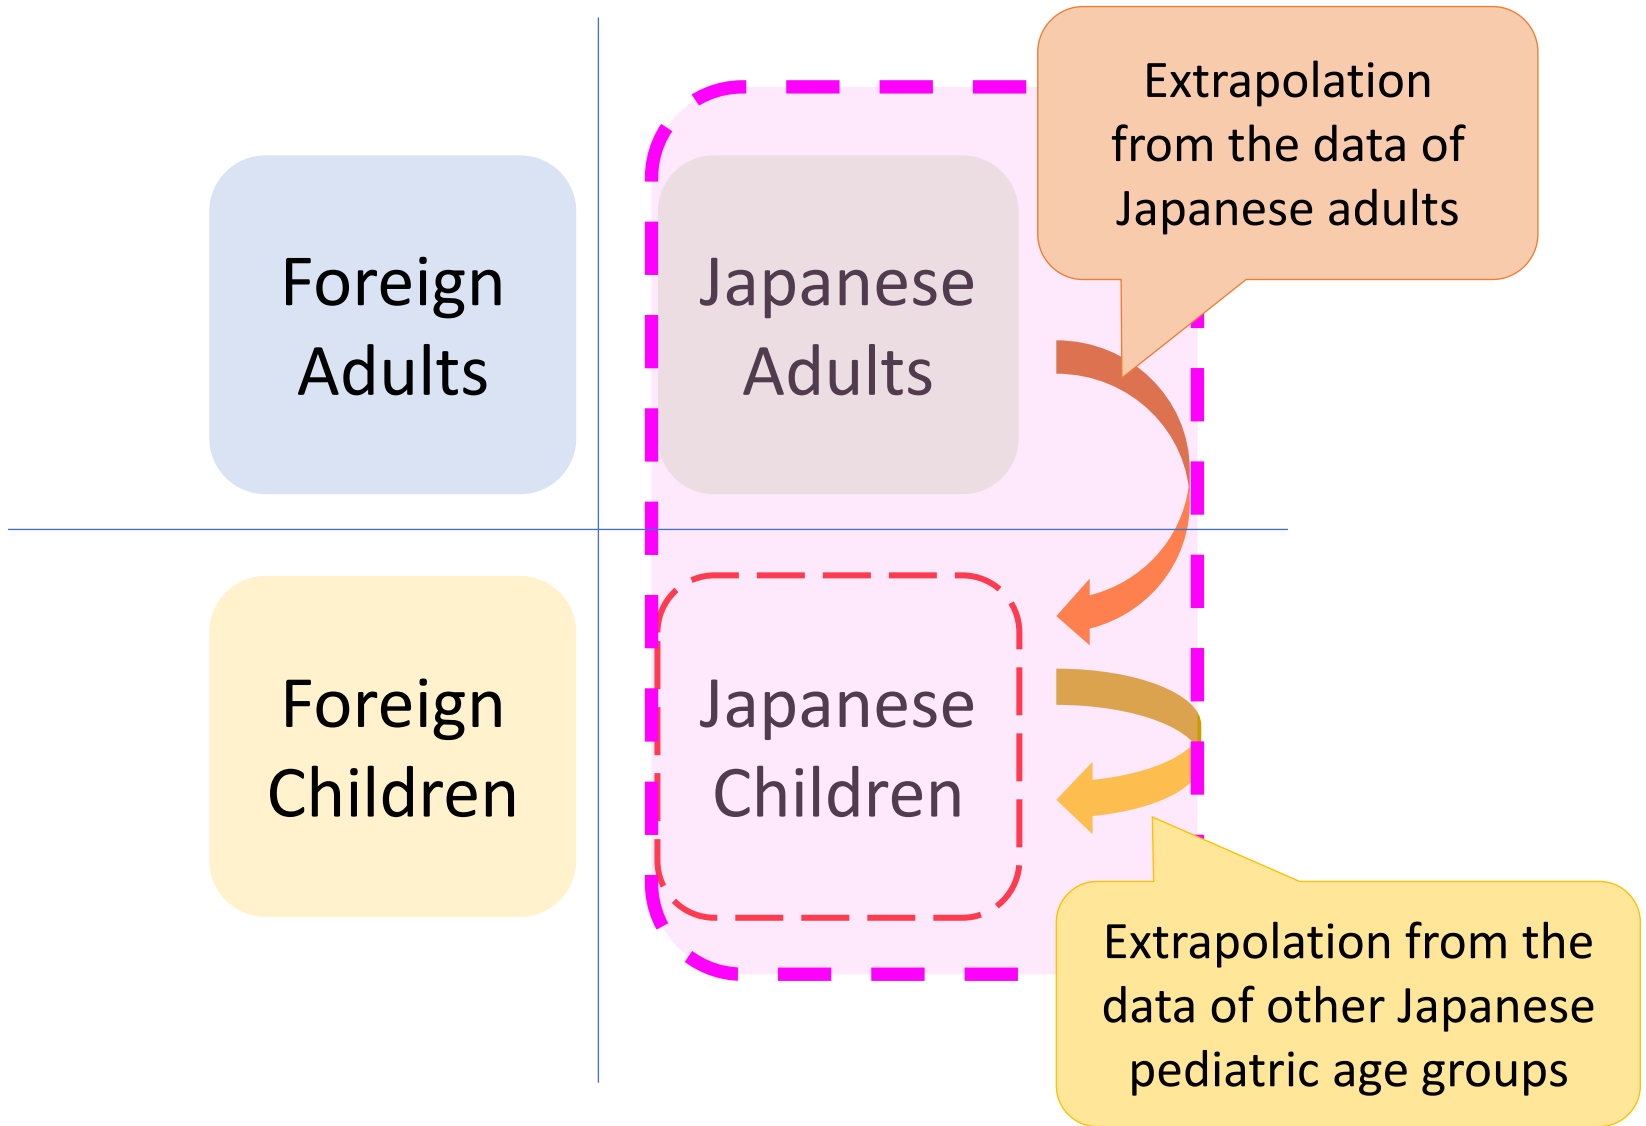 Foreign
Adults
Japanese
Adults
Extrapolation
from the data of
Japanese adults
Foreign
Children
Japanese
Children
Extrapolation from the
data of other Japanese
pediatric age groups